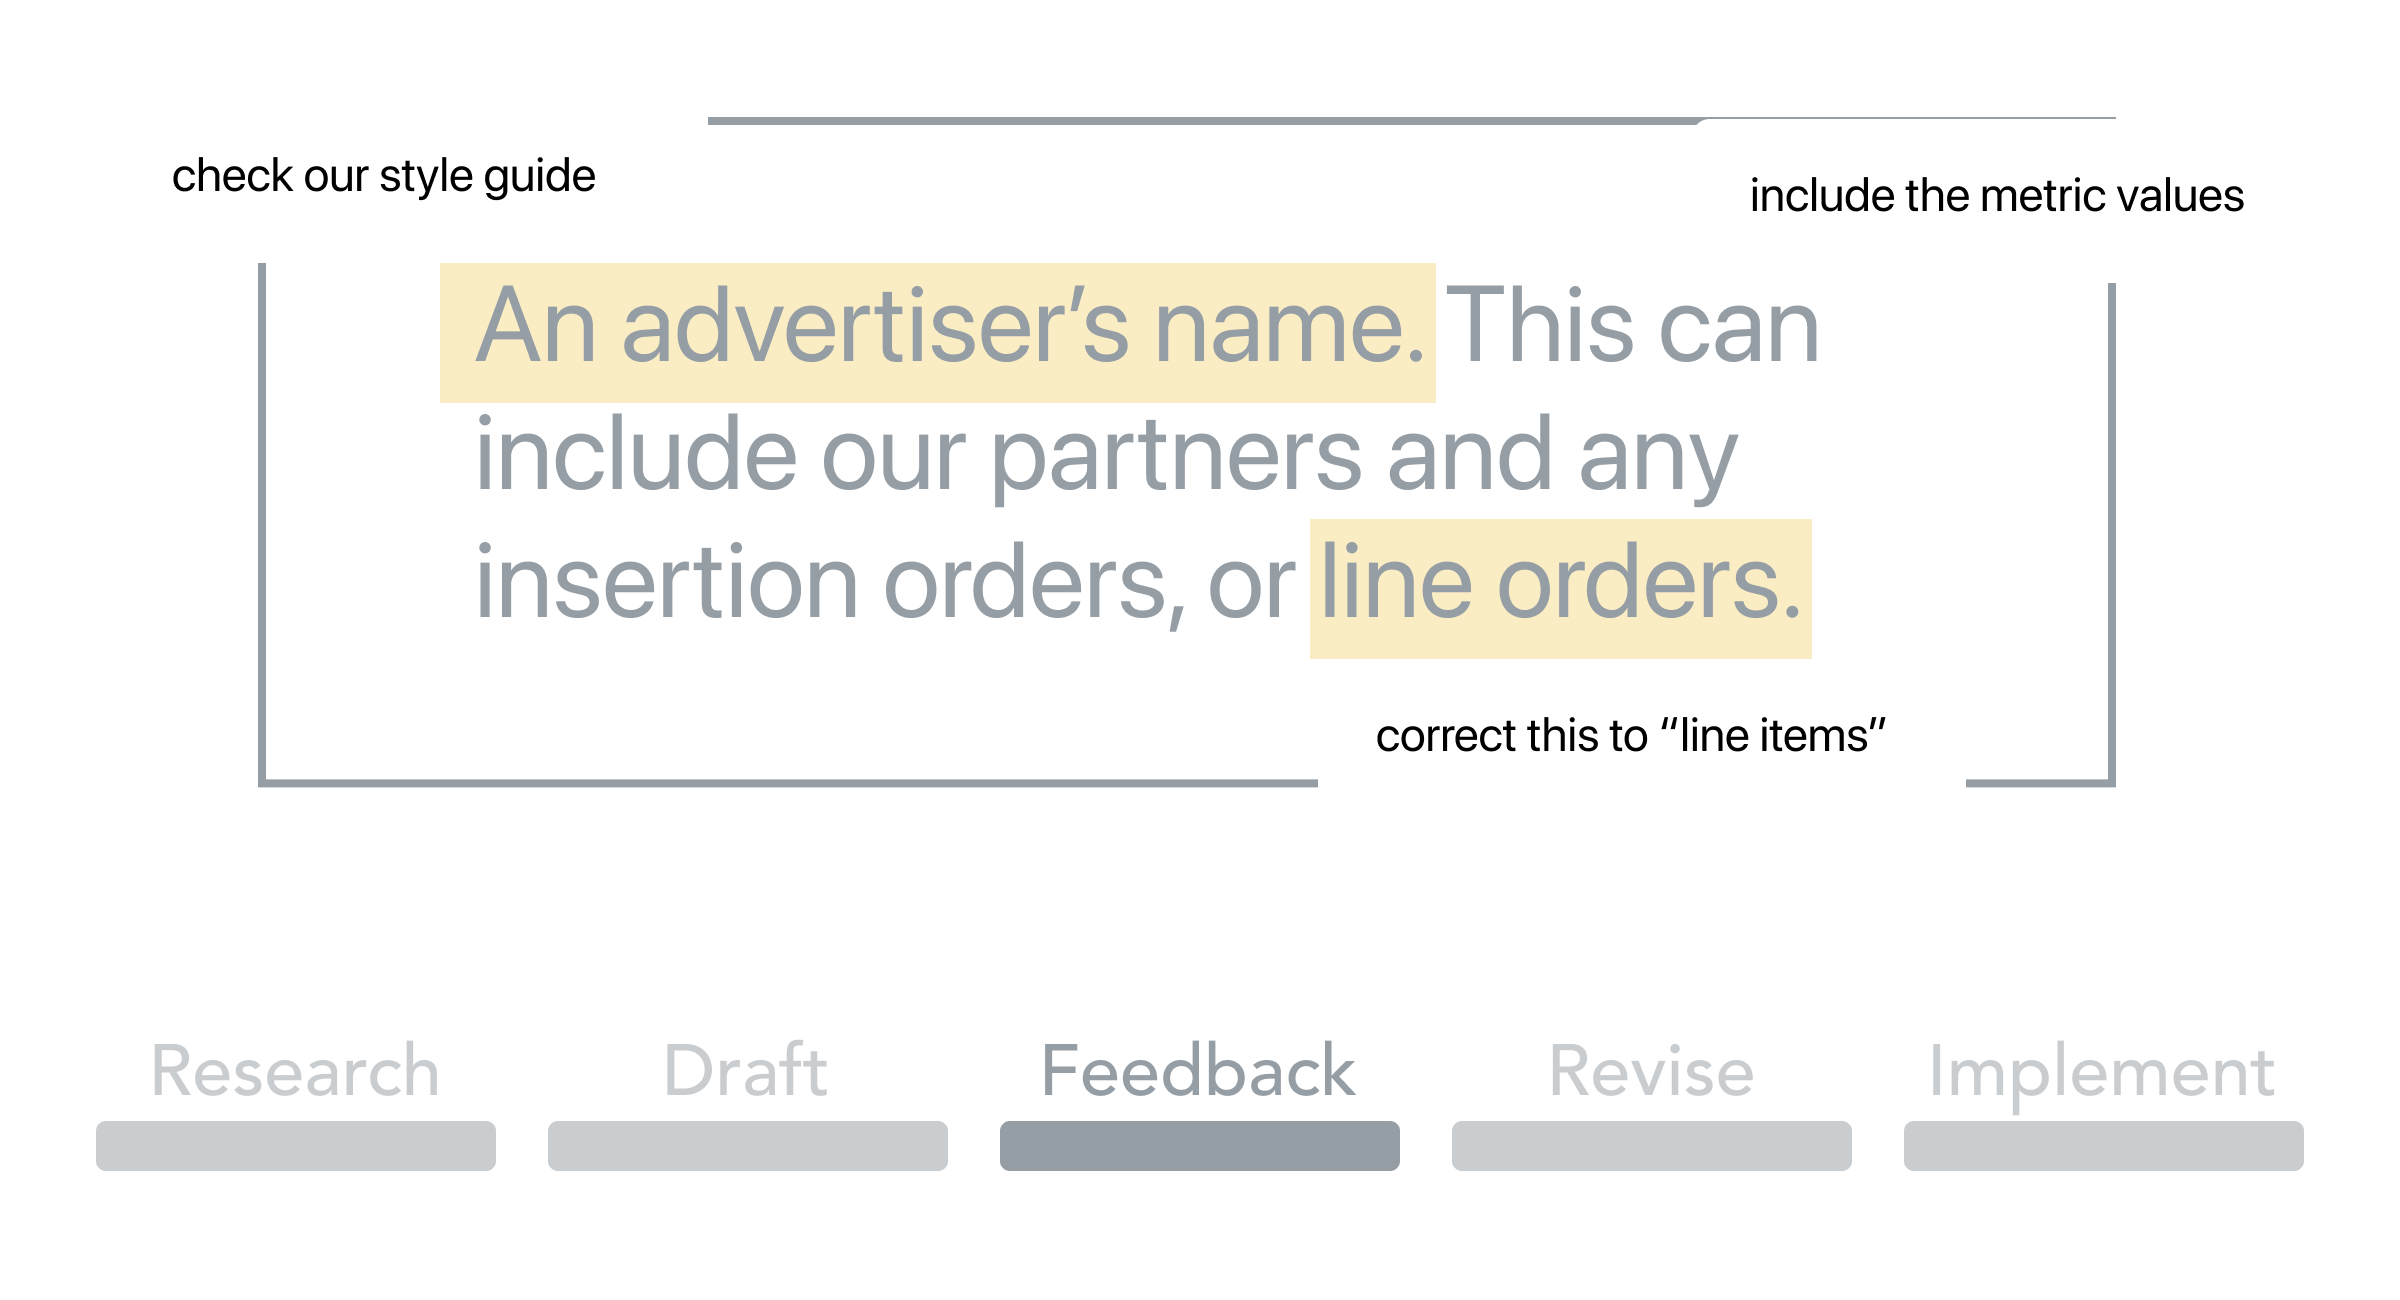 check our style guide
include the metric values
An advertiser’s name. This can
include our partners and any
insertion orders, or line orders.
correct this to “line items”
Research
Draft
Feedback
Revise
Implement